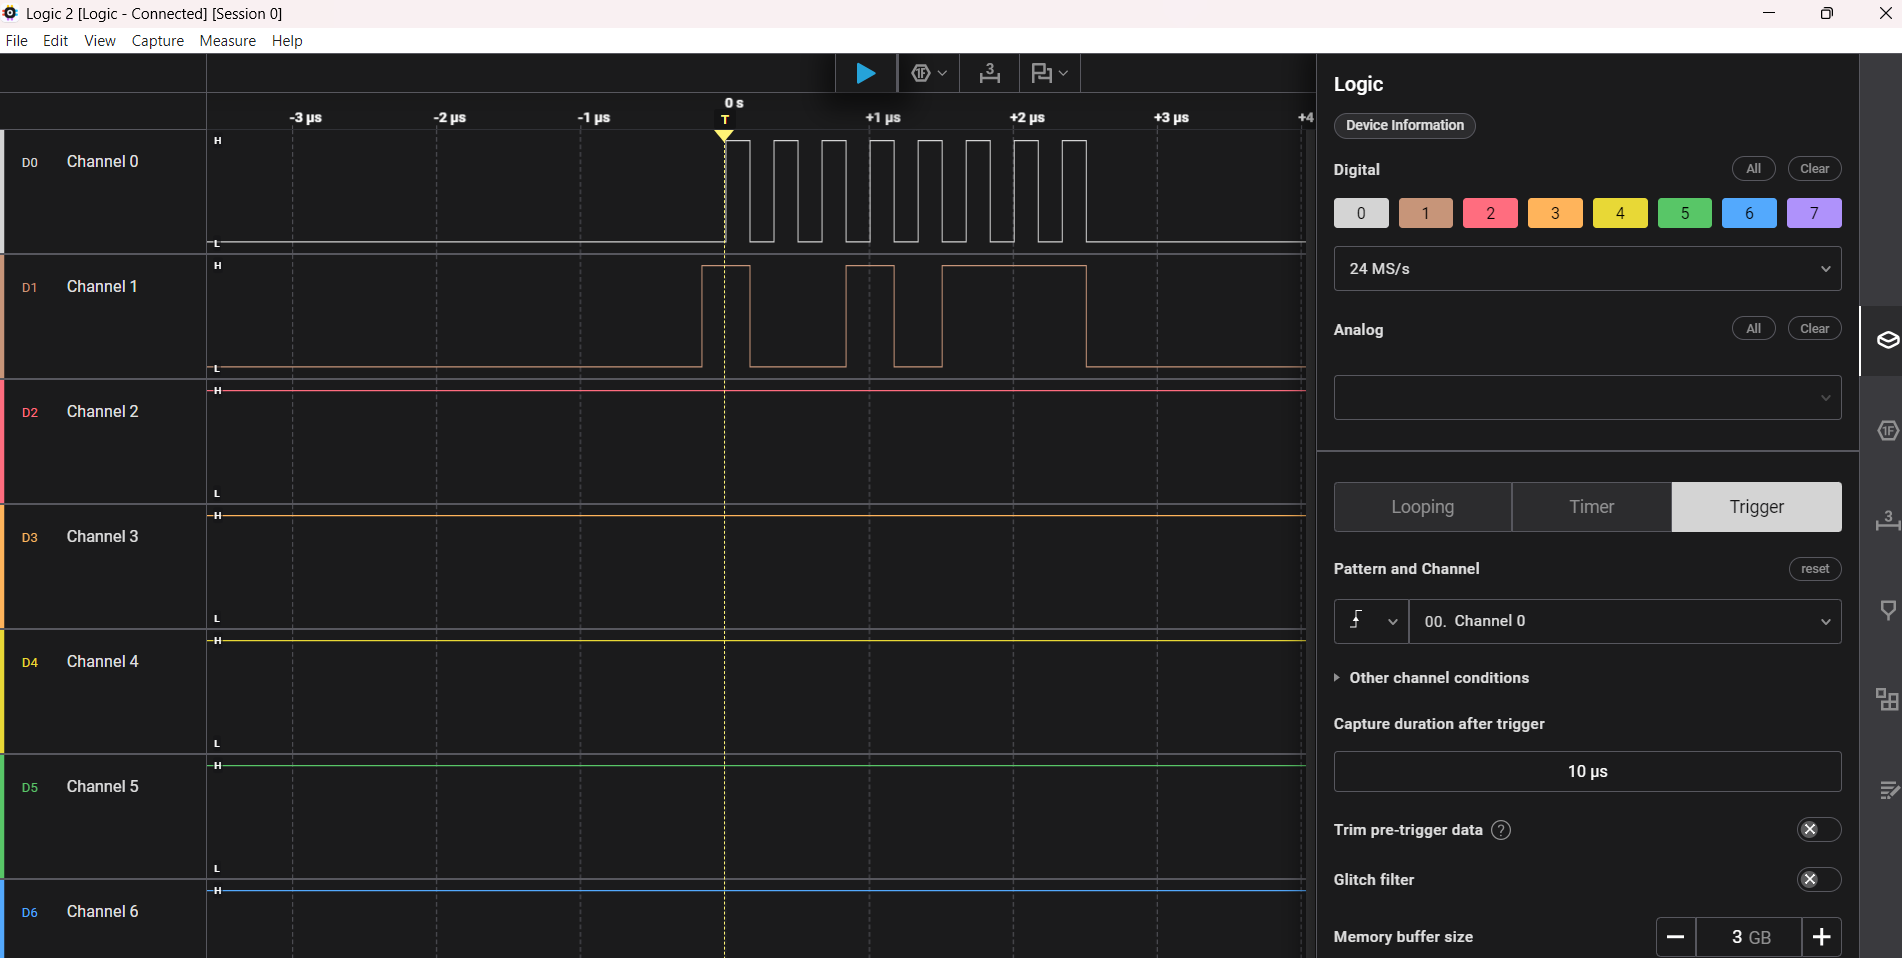 Logic 2 [Logic - Connected] [Session 0]
File Edit View Capture Measure Help
1F 3
0 s
-3 µs -2 µs -1 µs T +1 µs +2 µs +3 µs +4
D0 Channel 0 H L
D1 Channel 1 H L
D2 Channel 2 H L
D3 Channel 3 H L
D4 Channel 4 H L
D5 Channel 5 H L
D6 Channel 6 H
Logic
Device Information
Digital All Clear
0 1 2 3 4 5 6 7
24 MS/s
Analog All Clear
Looping Timer Trigger
Pattern and Channel reset
00. Channel 0
Other channel conditions
Capture duration after trigger
10 µs
Trim pre-trigger data ?
Glitch filter
Memory buffer size 3 GB
1F
3